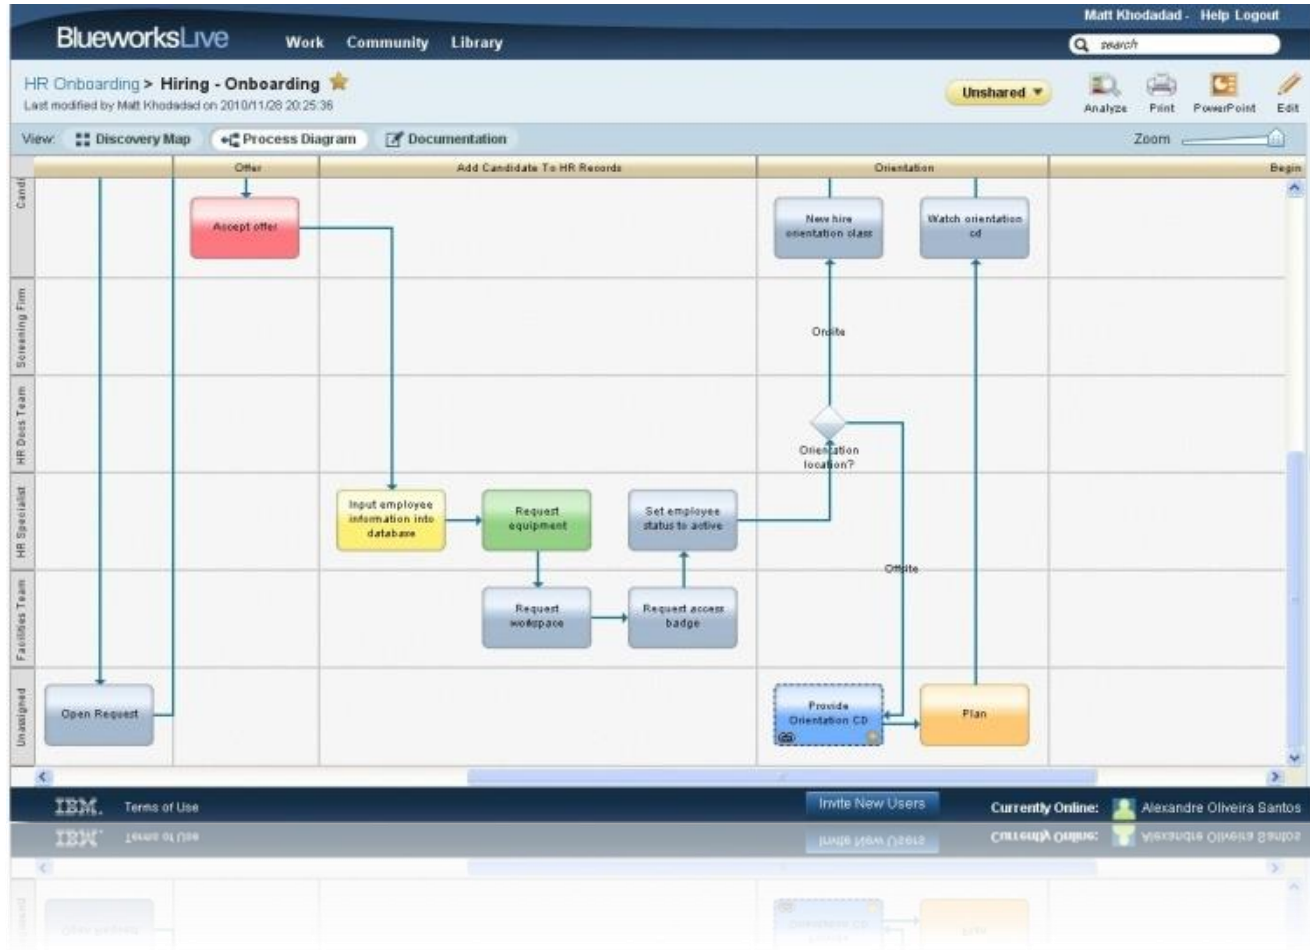 Matt Khodadad - Help Logout
BlueworksLive
Work Community Library
search
HR Onboarding > Hiring - Onboarding
Last modified by Matt Khodadad on 2010/11/28 20:25:36
Unshared
Analyze Print PowerPoint Edit
View: Discovery Map Process Diagram Documentation
Zoom
Offer Add Candidate To HR Records Orientation Begin
Candi
Accept offer
New hire
orientation class
Watch orientation
cd
Screening Firm
Onsite
HR Docs Team
Orientation
location?
HR Specialist
Input employee
information into
database
Request
equipment
Set employee
status to active
Offsite
Facilities Team
Request
workspace
Request access
badge
Unassigned
Open Request
Provide
Orientation CD
Plan
IBM. Terms of Use
Invite New Users
Currently Online: Alexandre Oliveira Santos